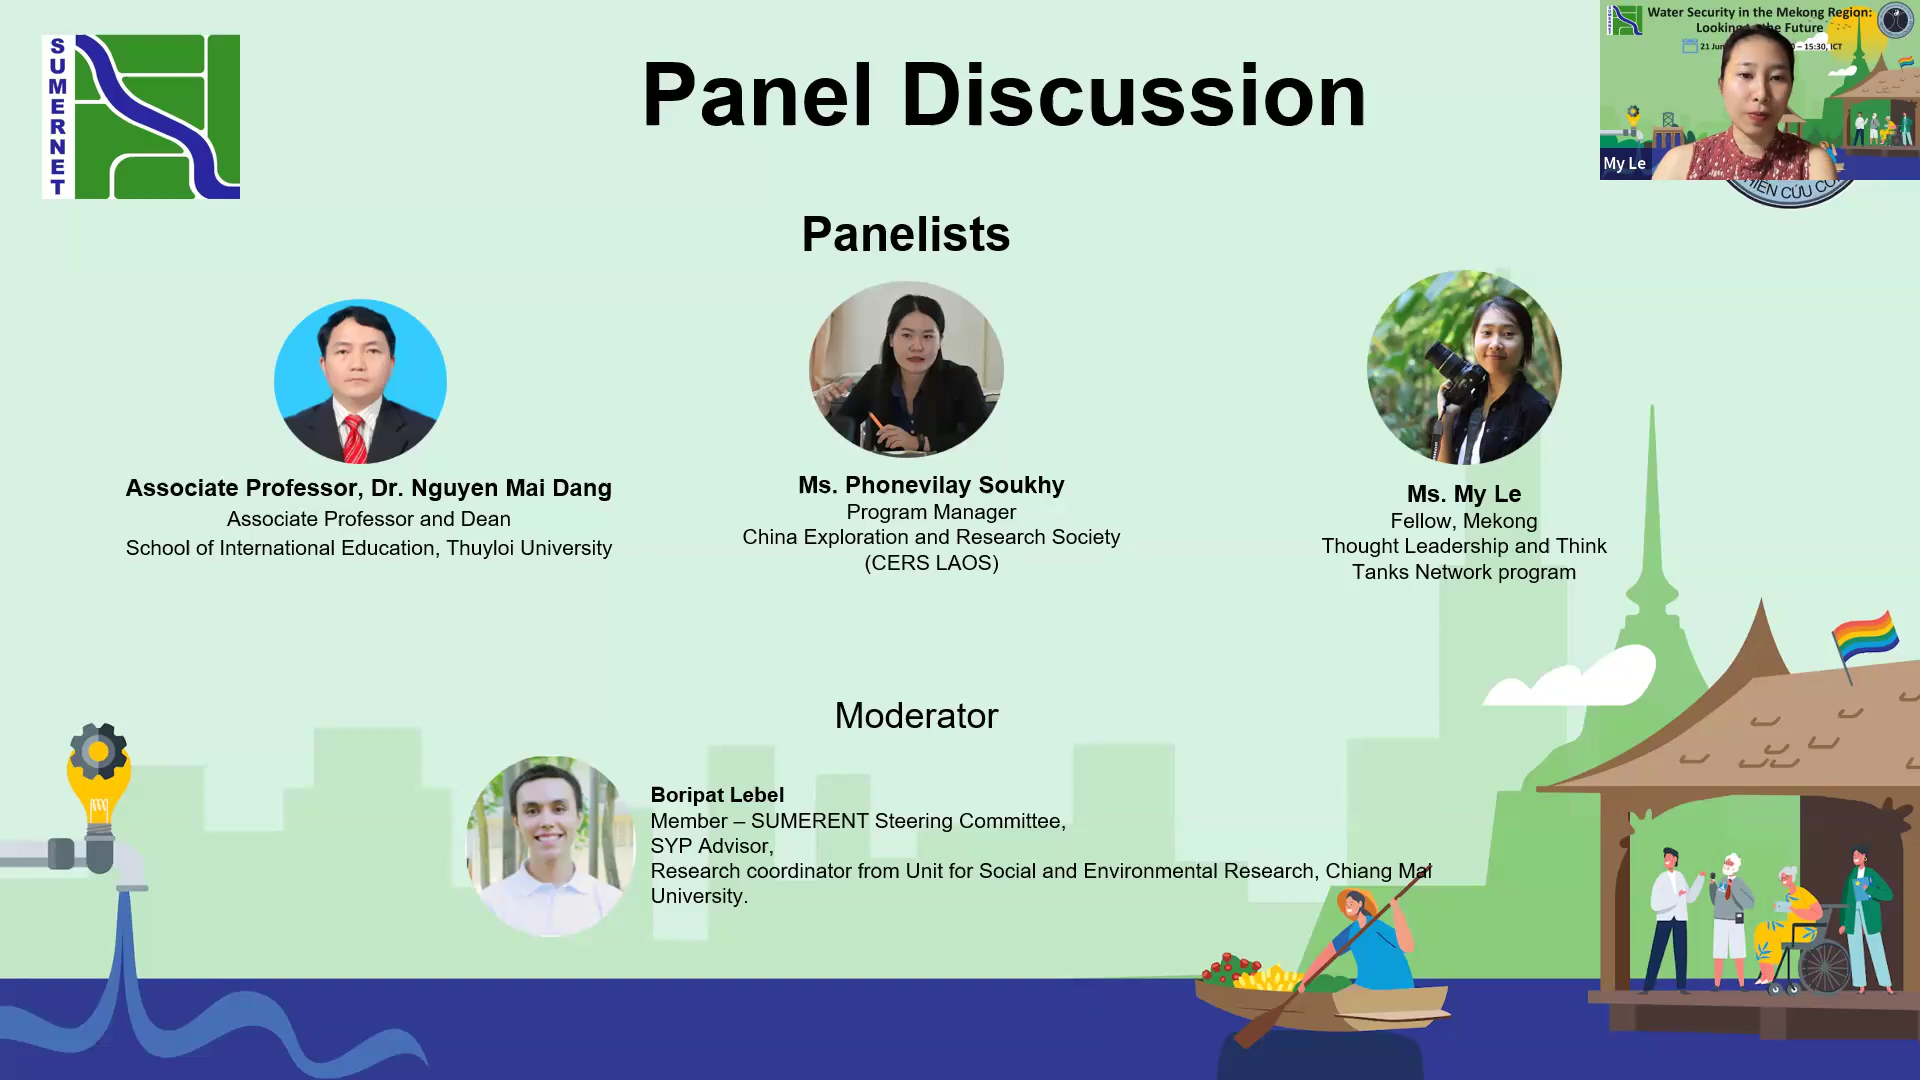 SUMERNET
Panel Discussion
Water Security in the Mekong Region:
Looking the Future
21 – 15:30, ICT
My Le
Panelists
Associate Professor, Dr. Nguyen Mai Dang
Associate Professor and Dean
School of International Education, Thuyloi University
Ms. Phonevilay Soukhy
Program Manager
China Exploration and Research Society
(CERS LAOS)
Ms. My Le
Fellow, Mekong
Thought Leadership and Think
Tanks Network program
Moderator
Boripat Lebel
Member – SUMERENT Steering Committee,
SYP Advisor,
Research coordinator from Unit for Social and Environmental Research, Chiang Mai
University.